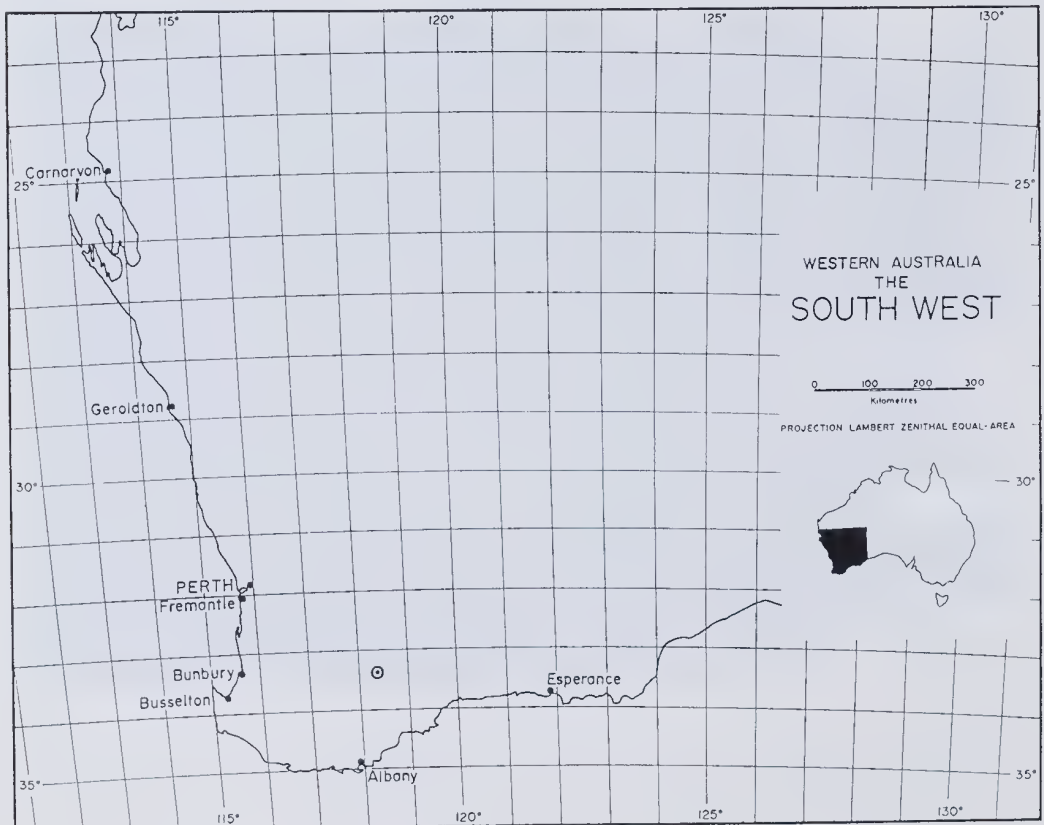 115° 120° 125° 130°
Carnarvon
25° 25°
WESTERN AUSTRALIA
THE
SOUTH WEST
0 100 200 300
Kilometres
PROJECTION LAMBERT ZENITHAL EQUAL-AREA
Geraldton
30° 30°
PERTH
Fremantle
Bunbury
Esperance
Busselton
Albany
35° 35°
115° 120° 125° 130°